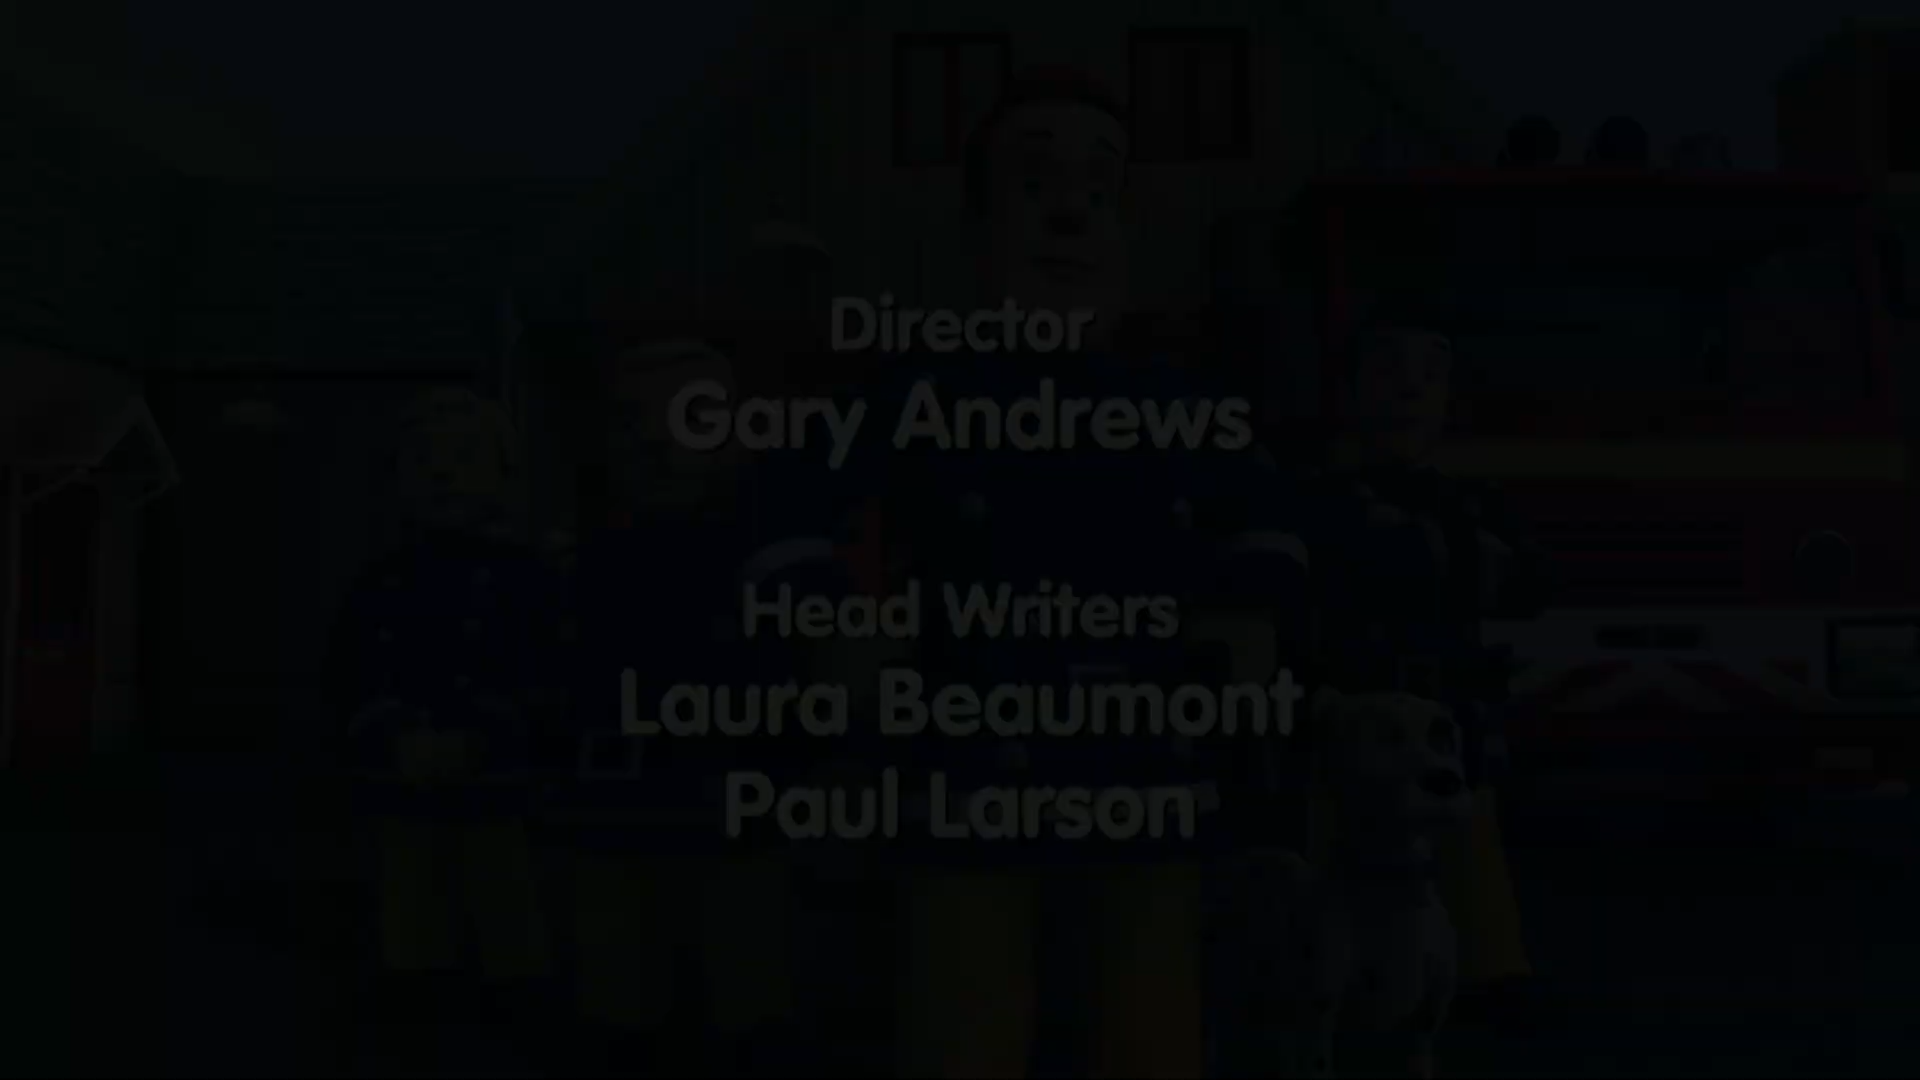 Director
Gary Andrews
Head Writers
Laura Beaumont
Paul Larson